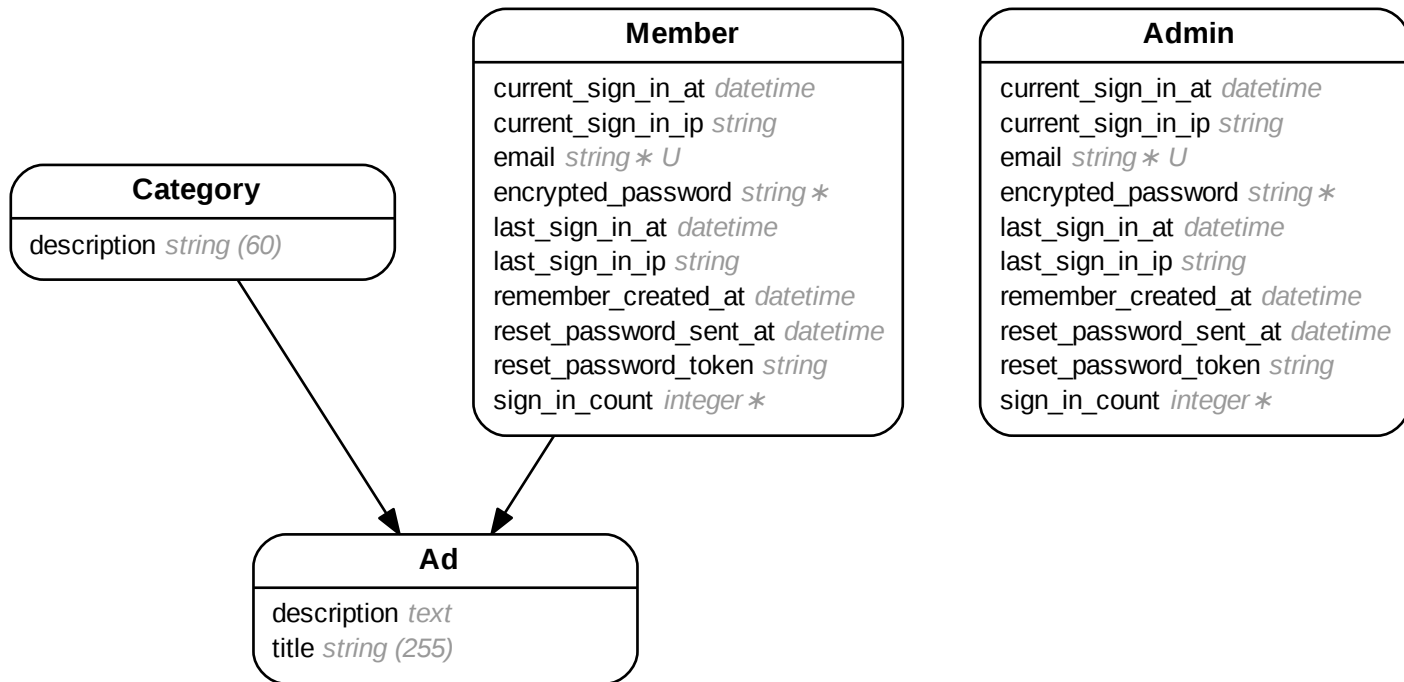 Category
description string (60)
Member
current_sign_in_at datetime
current_sign_in_ip string
email string∗ U
encrypted_password string∗
last_sign_in_at datetime
last_sign_in_ip string
remember_created_at datetime
reset_password_sent_at datetime
reset_password_token string
sign_in_count integer∗
Admin
current_sign_in_at datetime
current_sign_in_ip string
email string∗ U
encrypted_password string∗
last_sign_in_at datetime
last_sign_in_ip string
remember_created_at datetime
reset_password_sent_at datetime
reset_password_token string
sign_in_count integer∗
Ad
description text
title string (255)